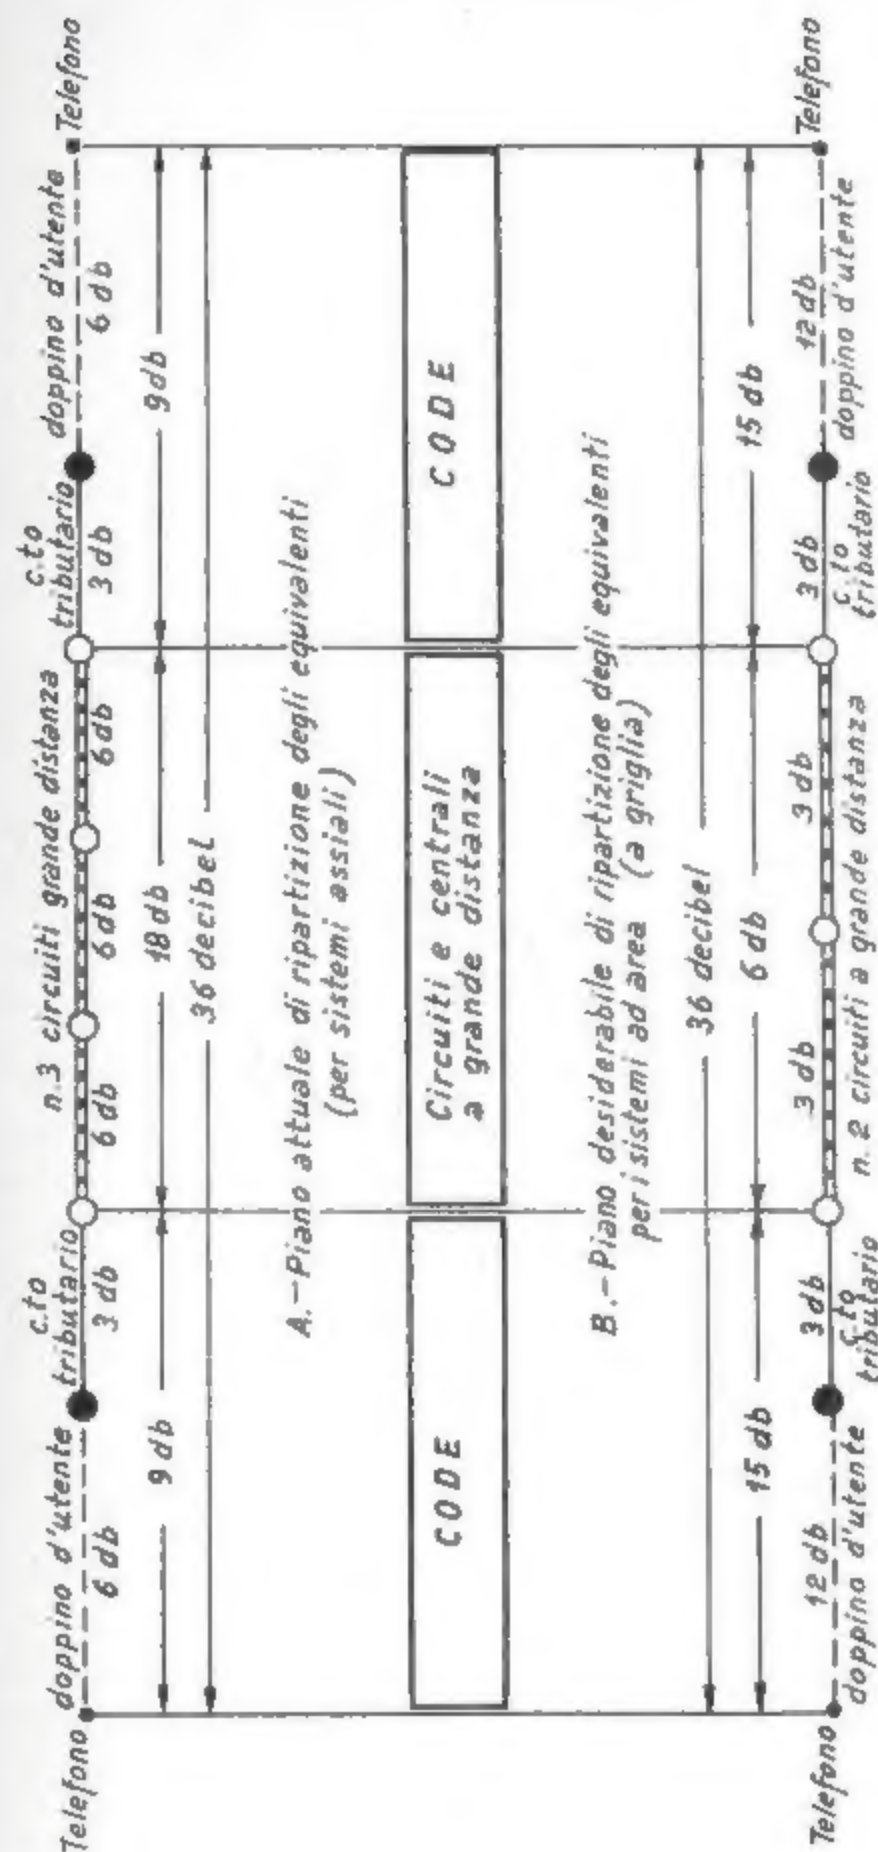 Telefono
doppino d'utente
6 db
c.to
tributario
3 db
n.3 circuiti grande distanza
6 db
6 db
6 db
c.to
tributario
3 db
doppino d'utente
6 db
Telefono
9 db
18 db
9 db
36 decibel
A.-Piano attuale di ripartizione degli equivalenti
(per sistemi assiali)
CODE
Circuiti e centrali
a grande distanza
CODE
B.-Piano desiderabile di ripartizione degli equivalenti
per i sistemi ad area (a griglia)
36 decibel
15 db
6 db
15 db
Telefono
12 db
doppino d'utente
3 db
c.to
tributario
3 db
3 db
n. 2 circuiti a grande distanza
3 db
c.to
tributario
12 db
doppino d'utente
Telefono